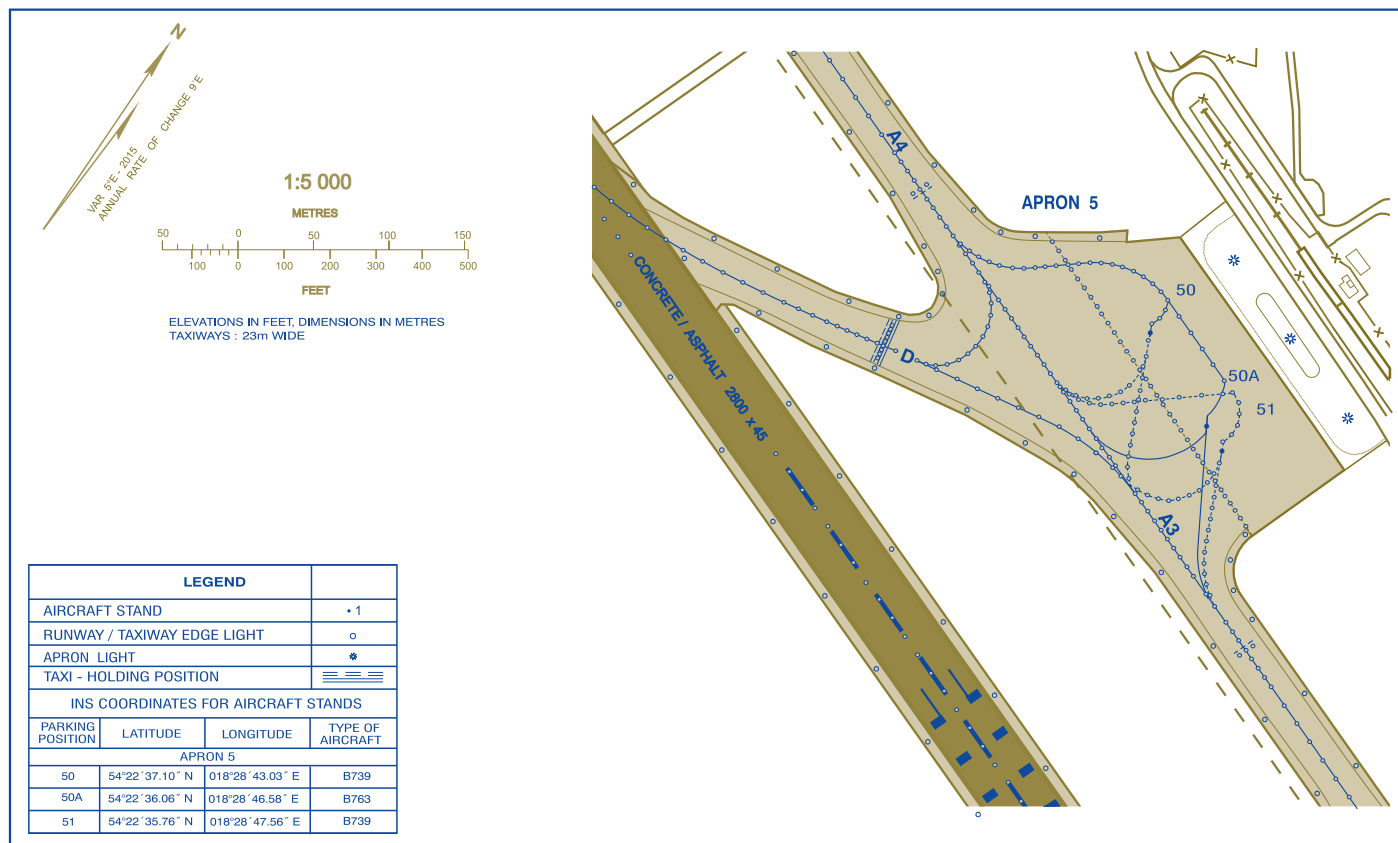 N
VAR 5°E - 2015
ANNUAL RATE OF CHANGE 9'E
1:5 000
METRES
50 0 50 100 150
100 0 100 200 300 400 500
FEET
ELEVATIONS IN FEET, DIMENSIONS IN METRES
TAXIWAYS : 23m WIDE
A4
APRON 5
CONCRETE / ASPHALT 2800 x 45
50
D
50A
51
A3
LEGEND
AIRCRAFT STAND • 1
RUNWAY / TAXIWAY EDGE LIGHT
APRON LIGHT
TAXI - HOLDING POSITION
INS COORDINATES FOR AIRCRAFT STANDS
PARKING POSITION LATITUDE LONGITUDE TYPE OF AIRCRAFT
APRON 5
50 54°22´37.10˝ N 018°28´43.03˝ E B739
50A 54°22´36.06˝ N 018°28´46.58˝ E B763
51 54°22´35.76˝ N 018°28´47.56˝ E B739